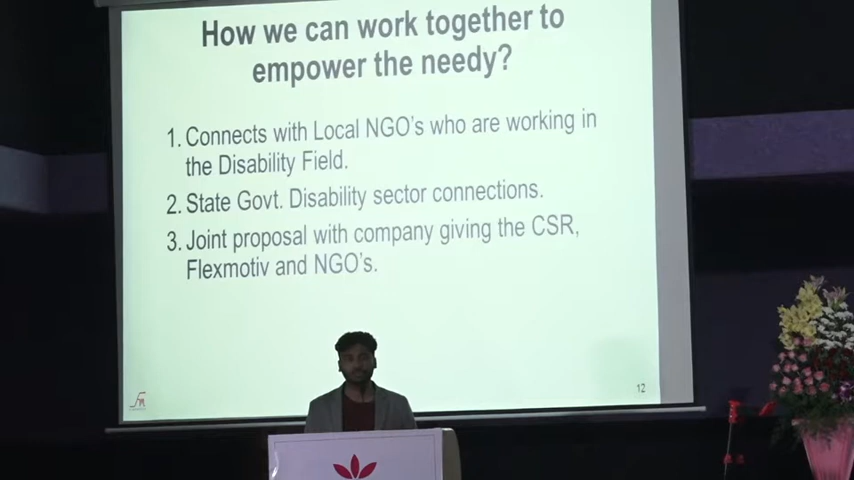 How we can work together to
empower the needy?
1. Connects with Local NGO's who are working in
the Disability Field.
2. State Govt. Disability sector connections.
3. Joint proposal with company giving the CSR,
Flexmotiv and NGO's.
12